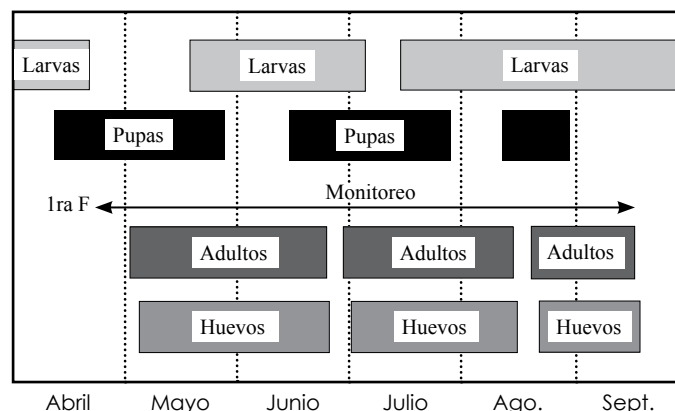 Larvas Larvas Larvas
Pupas Pupas
Monitoreo
1ra F
Adultos Adultos Adultos
Huevos Huevos Huevos
Abril Mayo Junio Julio Ago. Sept.